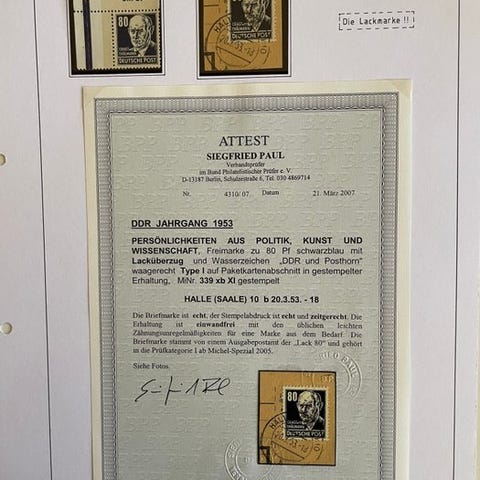 80
DEUTSCHE POST
HALL
Die Lackmarke !!
ATTEST
SIEGFRIED PAUL
Verbandsprüfer
im Bund Philatelistischer Prüfer e. V.
D-13187 Berlin, Schulzestraße 6, Tel 030 4869714
Nr. 4310/ 07. Datum 21. März 2007
DDR JAHRGANG 1953
PERSÖNLICHKEITEN AUS POLITIK, KUNST UND
WISSENSCHAFT, Freimarke zu 80 Pf schwarzblau mit
Lacküberzug und Wasserzeichen „DDR und Posthorn“
waagerecht Type I auf Paketkartenabschnitt in gestempelter
Erhaltung, MiNr. 339 xb XI gestempelt
HALLE (SAALE) 10 b 20.3.53. - 18
Die Briefmarke ist echt, der Stempelabdruck ist echt und zeitgerecht. Die
Erhaltung ist einwandfrei mit den üblichen leichten
Zähnungsunregelmäßigkeiten für eine Marke aus dem Bedarf. Die
Briefmarke stammt von einem Ausgabepostamt der „Lack 80“ und gehört
in die Prüfkategorie I ab Michel-Spezial 2005.
Siehe Fotos.
80
DEUTSCHE POST
HALL